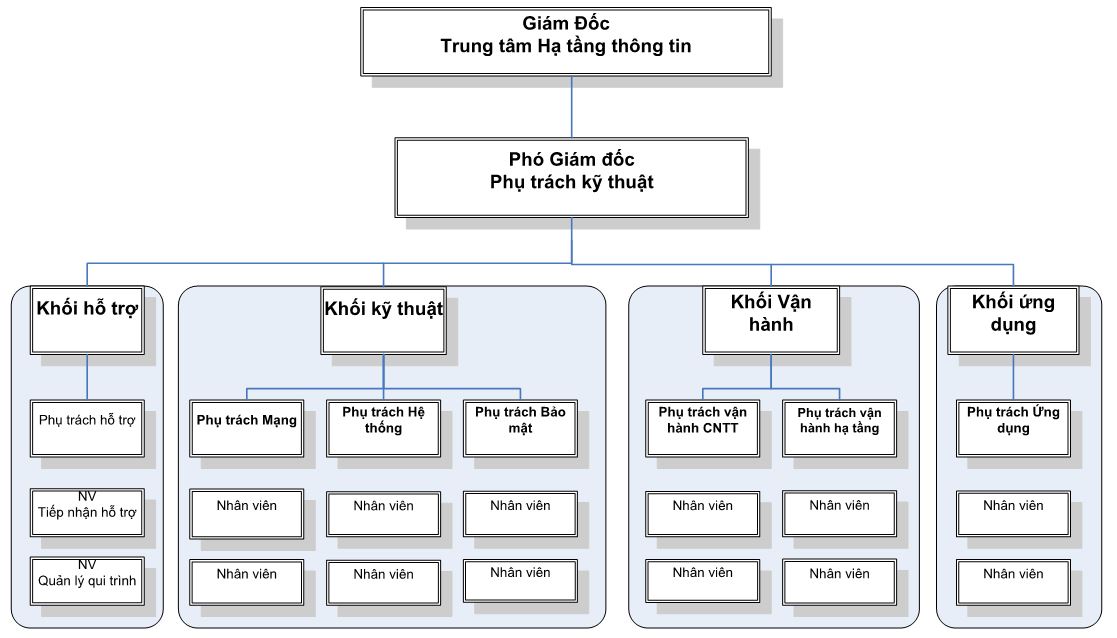 Giám Đốc
Trung tâm Hạ tầng thông tin
Phó Giám đốc
Phụ trách kỹ thuật
Khối hỗ trợ
Khối kỹ thuật
Khối Vận
hành
Khối ứng
dụng
Phụ trách hỗ trợ
Phụ trách Mạng
Phụ trách Hệ
thống
Phụ trách Bảo
mật
Phụ trách vận
hành CNTT
Phụ trách vận
hành hạ tầng
Phụ trách Ứng
dụng
NV
Tiếp nhận hỗ trợ
Nhân viên
Nhân viên
Nhân viên
Nhân viên
Nhân viên
Nhân viên
NV
Quản lý qui trình
Nhân viên
Nhân viên
Nhân viên
Nhân viên
Nhân viên
Nhân viên